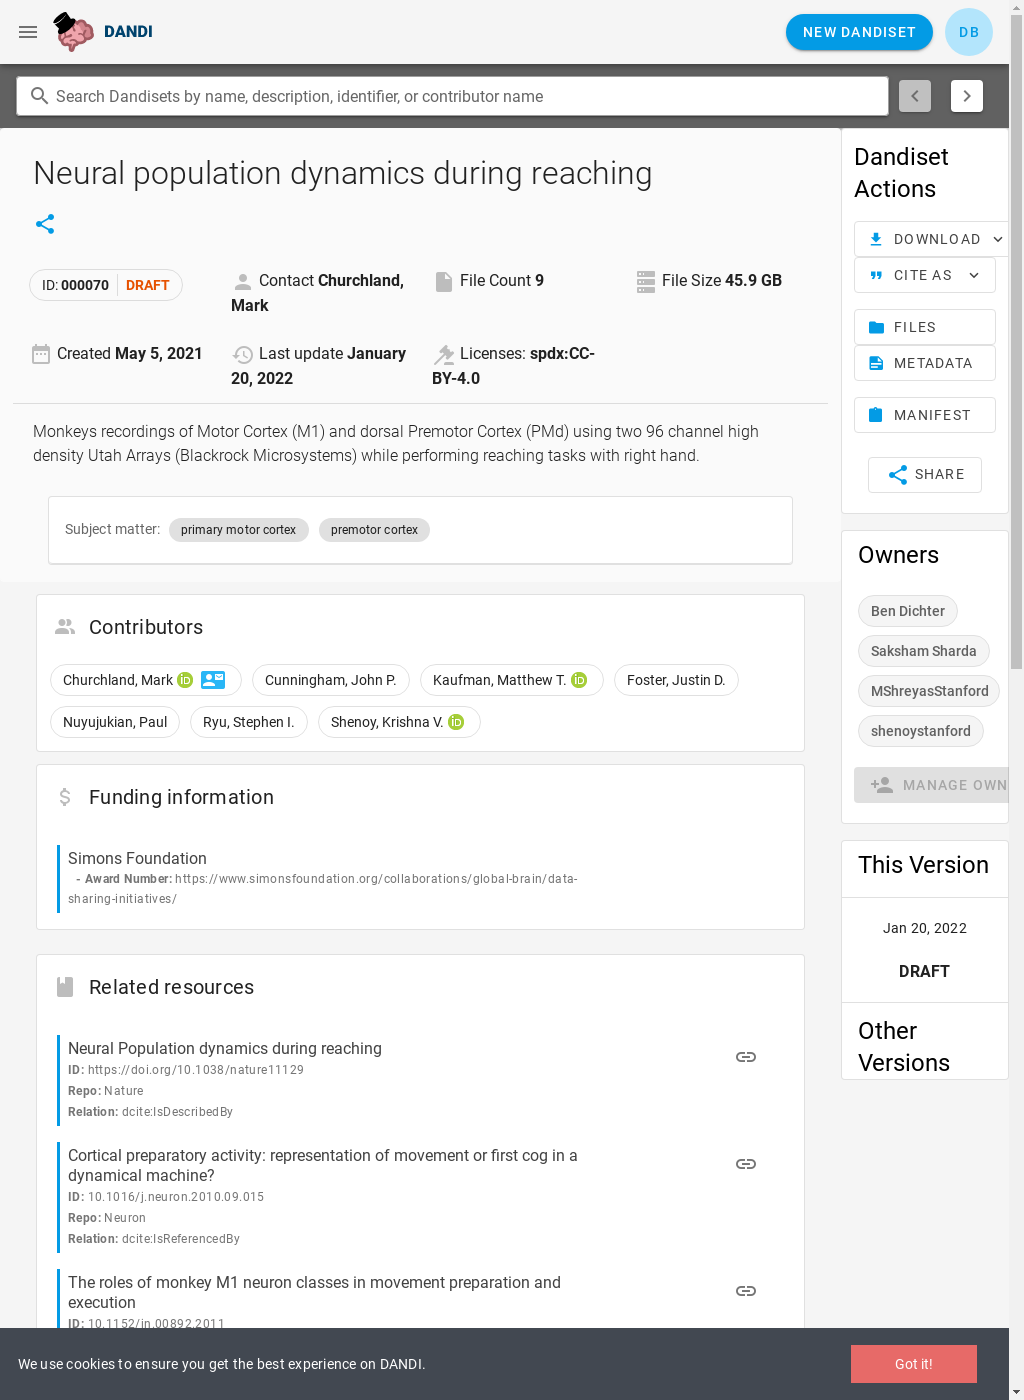 DANDI
NEW DANDISET
DB
Search Dandisets by name, description, identifier, or contributor name
Neural population dynamics during reaching
ID: 000070 DRAFT
Contact Churchland,
Mark
File Count 9
File Size 45.9 GB
Created May 5, 2021
Last update January
20, 2022
Licenses: spdx:CC-
BY-4.0
Monkeys recordings of Motor Cortex (M1) and dorsal Premotor Cortex (PMd) using two 96 channel high
density Utah Arrays (Blackrock Microsystems) while performing reaching tasks with right hand.
Subject matter: primary motor cortex premotor cortex
Contributors
Churchland, Mark iD Cunningham, John P. Kaufman, Matthew T. iD Foster, Justin D.
Nuyujukian, Paul Ryu, Stephen I. Shenoy, Krishna V. iD
Funding information
Simons Foundation
- Award Number: https://www.simonsfoundation.org/collaborations/global-brain/data-
sharing-initiatives/
Related resources
Neural Population dynamics during reaching
ID: https://doi.org/10.1038/nature11129
Repo: Nature
Relation: dcite:IsDescribedBy
Cortical preparatory activity: representation of movement or first cog in a
dynamical machine?
ID: 10.1016/j.neuron.2010.09.015
Repo: Neuron
Relation: dcite:IsReferencedBy
The roles of monkey M1 neuron classes in movement preparation and
execution
ID: 10.1152/jn.00892.2011
Dandiset
Actions
DOWNLOAD
CITE AS
FILES
METADATA
MANIFEST
SHARE
Owners
Ben Dichter
Saksham Sharda
MShreyasStanford
shenoystanford
MANAGE OWN
This Version
Jan 20, 2022
DRAFT
Other
Versions
We use cookies to ensure you get the best experience on DANDI.
Got it!